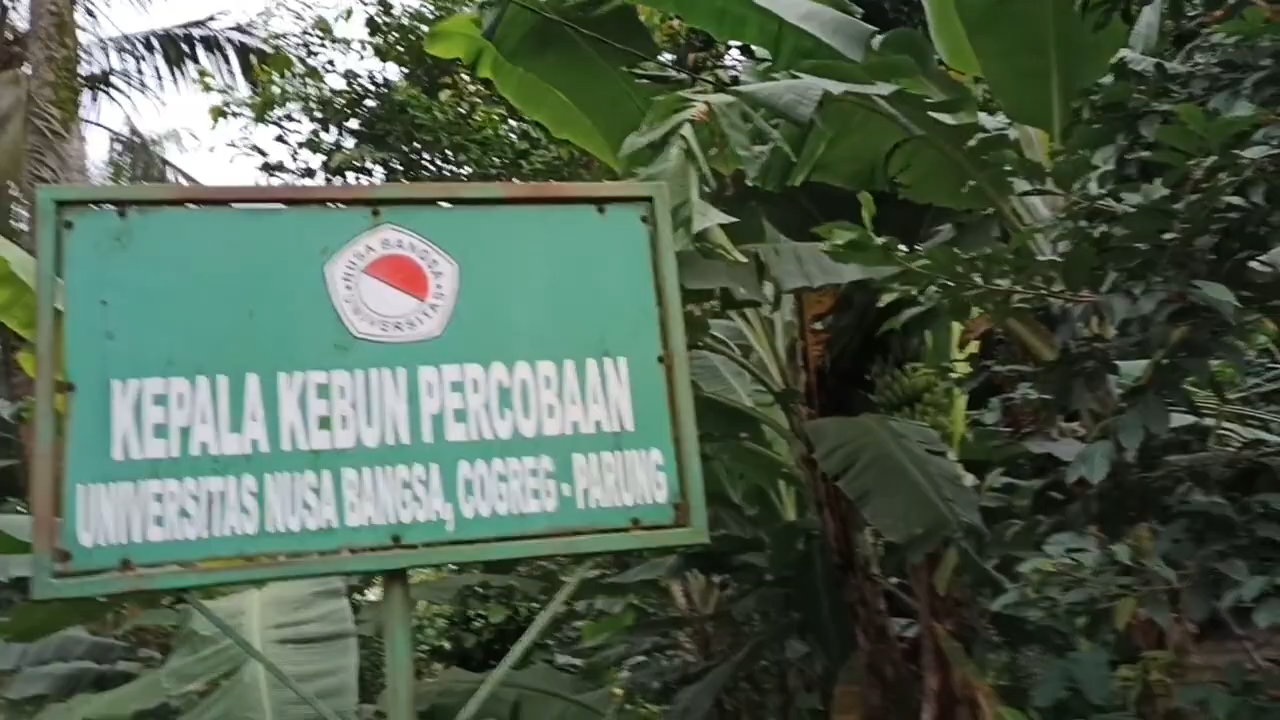 NUSA BANGSA
UNIVERSITAS
KEPALA KEBUN PERCOBAAN
UNIVERSITAS NUSA BANGSA, COGREG - PARUNG